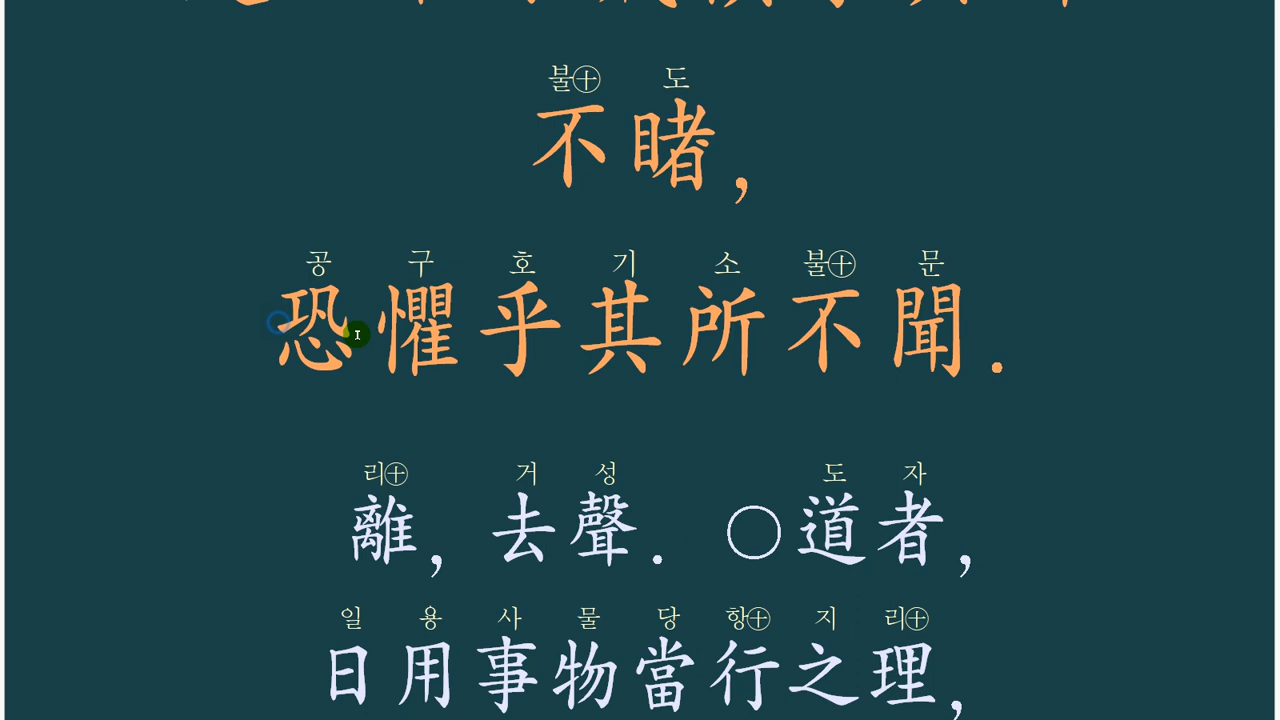 불㊉ 도
不睹,
공 구 호 기 소 불㊉ 문
恐懼乎其所不聞.
리㊉ 거 성 도 자
離, 去聲. ○道者,
일 용 사 물 당 항㊉ 지 리㊉
日用事物當行之理,